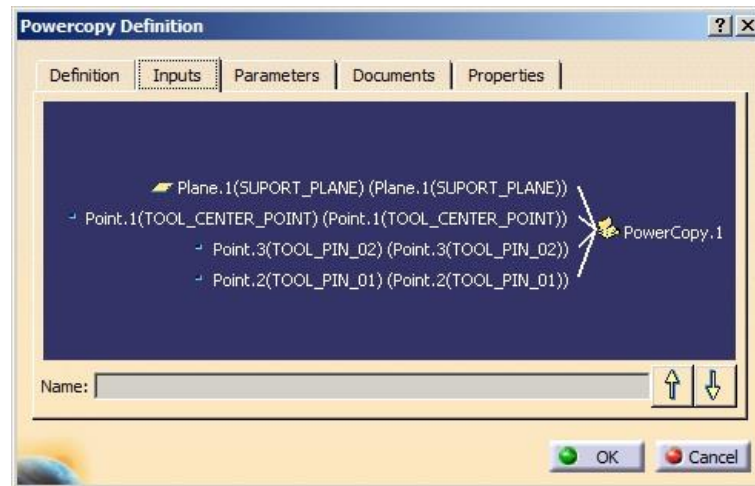 Powercopy Definition
Definition Inputs Parameters Documents Properties
Plane.1(SUPORT_PLANE) (Plane.1(SUPORT_PLANE))
Point.1(TOOL_CENTER_POINT) (Point.1(TOOL_CENTER_POINT))
PowerCopy.1
Point.3(TOOL_PIN_02) (Point.3(TOOL_PIN_02))
Point.2(TOOL_PIN_01) (Point.2(TOOL_PIN_01))
Name:
OK Cancel